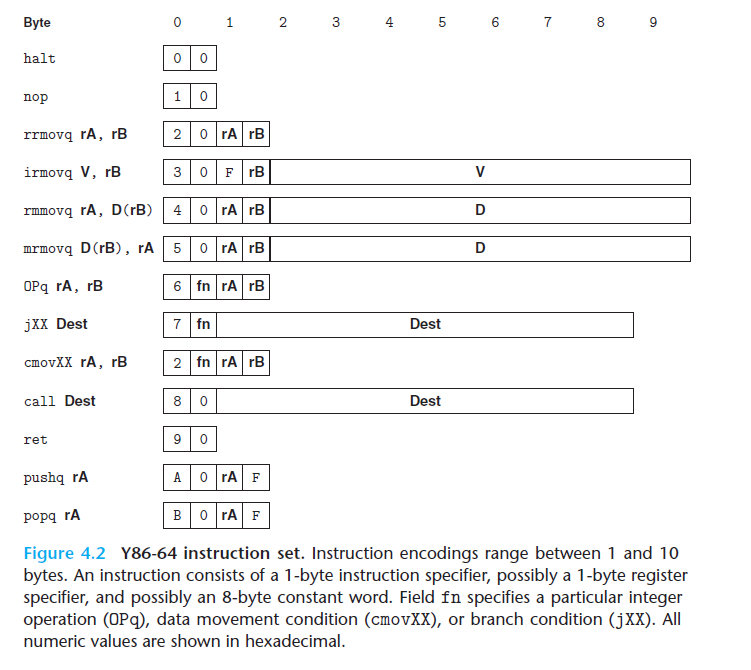 Byte 0 1 2 3 4 5 6 7 8 9
halt 0 0
nop 1 0
rrmovq rA, rB 2 0 rA rB
irmovq V, rB 3 0 F rB V
rmmovq rA, D(rB) 4 0 rA rB D
mrmovq D(rB), rA 5 0 rA rB D
OPq rA, rB 6 fn rA rB
jXX Dest 7 fn Dest
cmovXX rA, rB 2 fn rA rB
call Dest 8 0 Dest
ret 9 0
pushq rA A 0 rA F
popq rA B 0 rA F
Figure 4.2 Y86-64 instruction set. Instruction encodings range between 1 and 10
bytes. An instruction consists of a 1-byte instruction specifier, possibly a 1-byte register
specifier, and possibly an 8-byte constant word. Field fn specifies a particular integer
operation (OPq), data movement condition (cmovXX), or branch condition (jXX). All
numeric values are shown in hexadecimal.